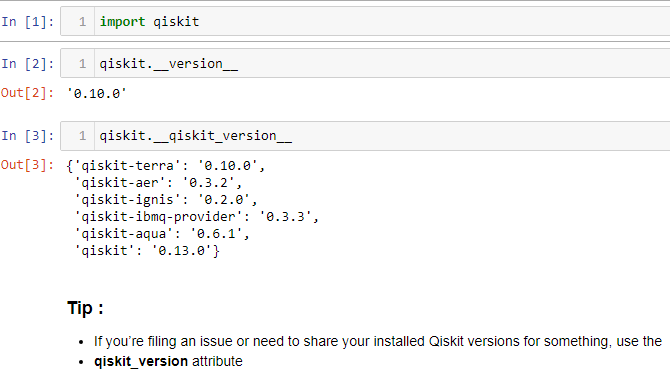 In [1]: 1 import qiskit
In [2]: 1 qiskit.__version__
Out[2]: '0.10.0'
In [3]: 1 qiskit.__qiskit_version__
Out[3]: {'qiskit-terra': '0.10.0',
'qiskit-aer': '0.3.2',
'qiskit-ignis': '0.2.0',
'qiskit-ibmq-provider': '0.3.3',
'qiskit-aqua': '0.6.1',
'qiskit': '0.13.0'}
Tip :
• If you’re filing an issue or need to share your installed Qiskit versions for something, use the
• qiskit_version attribute